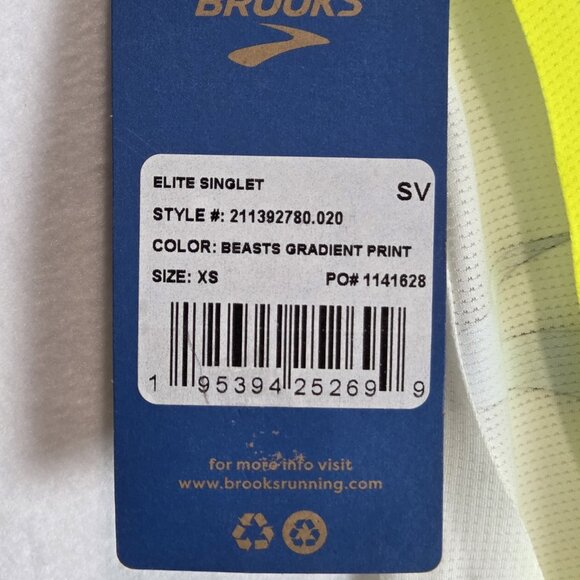 BROOKS
ELITE SINGLET
SV
STYLE #: 211392780.020
COLOR: BEASTS GRADIENT PRINT
SIZE: XS PO# 1141628
1 95394 25269 9
for more info visit
www.brooksrunning.com